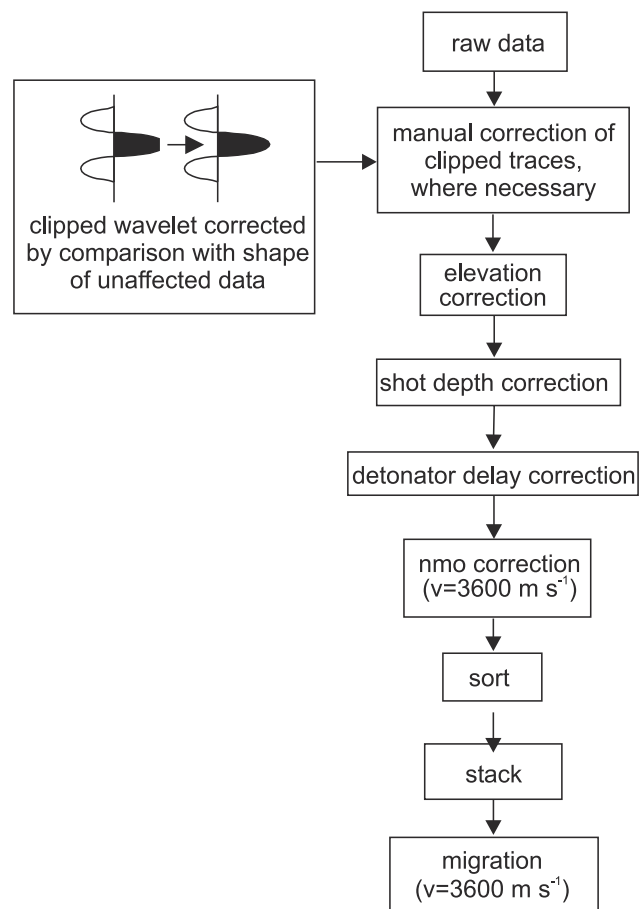 raw data
manual correction of
clipped traces,
where necessary
clipped wavelet corrected
by comparison with shape
of unaffected data
elevation
correction
shot depth correction
detonator delay correction
nmo correction
(v=3600 m s⁻¹)
sort
stack
migration
(v=3600 m s⁻¹)